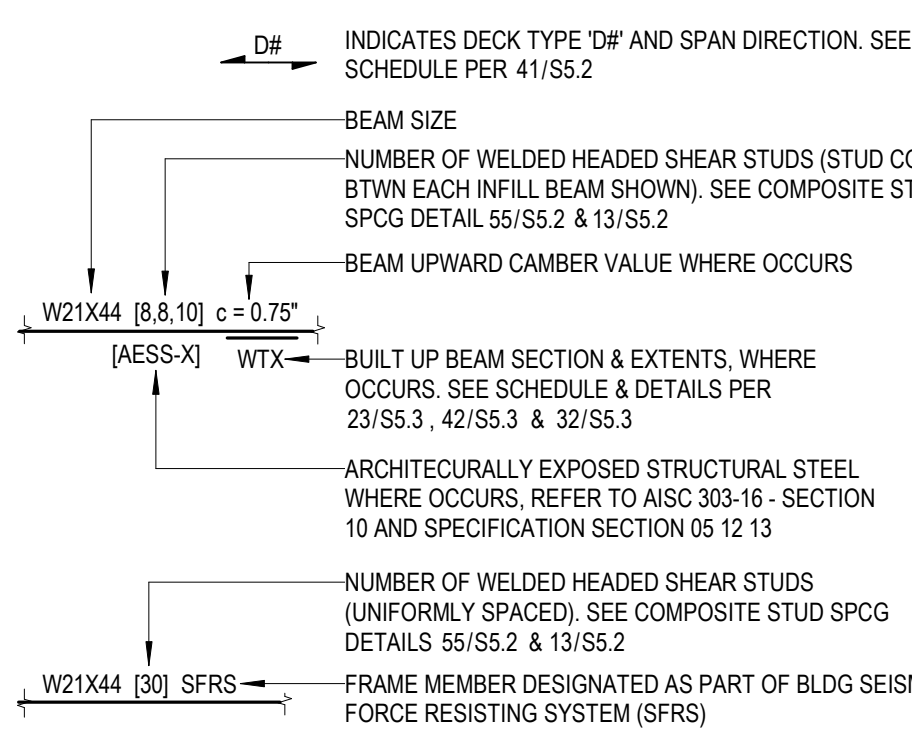 D#
INDICATES DECK TYPE 'D#' AND SPAN DIRECTION. SEE
SCHEDULE PER 41/S5.2
BEAM SIZE
NUMBER OF WELDED HEADED SHEAR STUDS (STUD
BTWN EACH INFILL BEAM SHOWN). SEE COMPOSITE
SPCG DETAIL 55/S5.2 & 13/S5.2
BEAM UPWARD CAMBER VALUE WHERE OCCURS
W21X44 [8,8,10] c = 0.75"
[AESS-X] WTX
BUILT UP BEAM SECTION & EXTENTS, WHERE
OCCURS. SEE SCHEDULE & DETAILS PER
23/S5.3 , 42/S5.3 & 32/S5.3
ARCHITECURALLY EXPOSED STRUCTURAL STEEL
WHERE OCCURS, REFER TO AISC 303-16 - SECTION
10 AND SPECIFICATION SECTION 05 12 13
NUMBER OF WELDED HEADED SHEAR STUDS
(UNIFORMLY SPACED). SEE COMPOSITE STUD SPCG
DETAILS 55/S5.2 & 13/S5.2
W21X44 [30] SFRS
FRAME MEMBER DESIGNATED AS PART OF BLDG
FORCE RESISTING SYSTEM (SFRS)